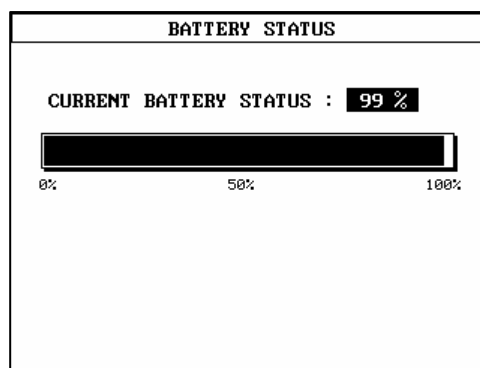 BATTERY STATUS
CURRENT BATTERY STATUS : 99 %
0% 50% 100%